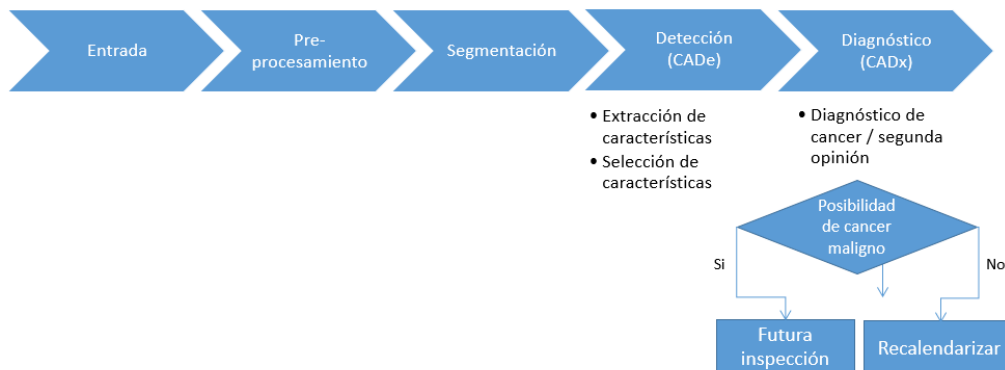 Entrada
Pre-
procesamiento
Segmentación
Detección
(CADe)
Diagnóstico
(CADx)
• Extracción de
características
• Selección de
características
• Diagnóstico de
cancer / segunda
opinión
Posibilidad
de cancer
maligno
Si
No
Futura
inspección
Recalendarizar